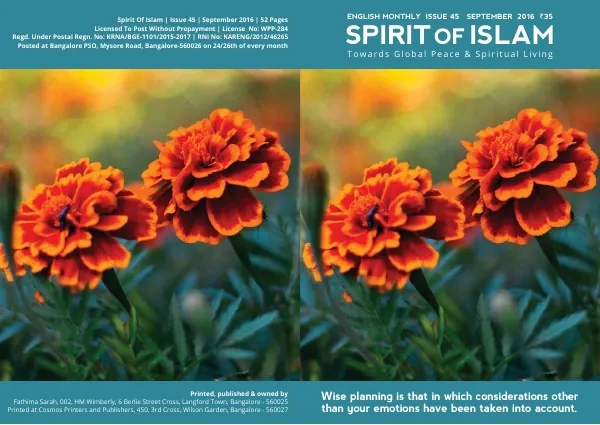 Spirit Of Islam | Issue 45 | September 2016 | 52 Pages
Licensed To Post Without Prepayment | License No: WPP-284
Regd. Under Postal Regn. No: KRNA/BGE-1101/2015-2017 | RNI No: KARENG/2012/46265
Posted at Bangalore PSO, Mysore Road, Bangalore-560026 on 24/26th of every month
ENGLISH MONTHLY ISSUE 45 SEPTEMBER 2016 ₹35
SPIRIT OF ISLAM
Towards Global Peace & Spiritual Living
Printed, published & owned by
Fathima Sarah, 002, HM Wimberly, 6 Berlie Street Cross, Langford Town, Bangalore - 560025
Printed at Cosmos Printers and Publishers, 450, 3rd Cross, Wilson Garden, Bangalore - 560027
Wise planning is that in which considerations other
than your emotions have been taken into account.